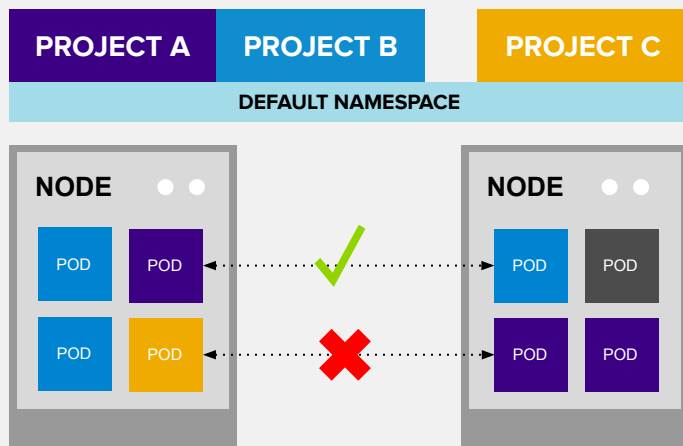 PROJECT A PROJECT B PROJECT C
DEFAULT NAMESPACE
NODE NODE
POD POD POD POD
POD POD POD POD